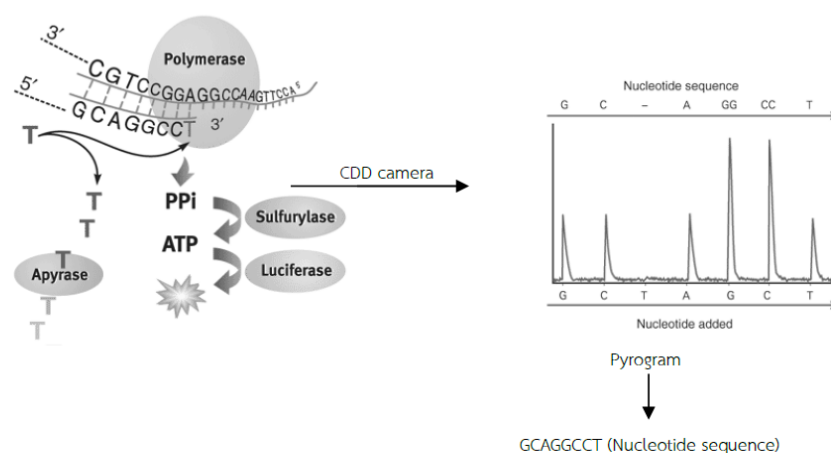 3′
Polymerase
CGTCCGGAGGCCAAGTTCCA 5′
5′
GCAGGCCT 3′
T
T
T
T
Apyrase
T
T
PPi
Sulfurylase
ATP
Luciferase
CDD camera
Nucleotide sequence
G C – A GG CC T
G C T A G C T
Nucleotide added
Pyrogram
GCAGGCCT (Nucleotide sequence)